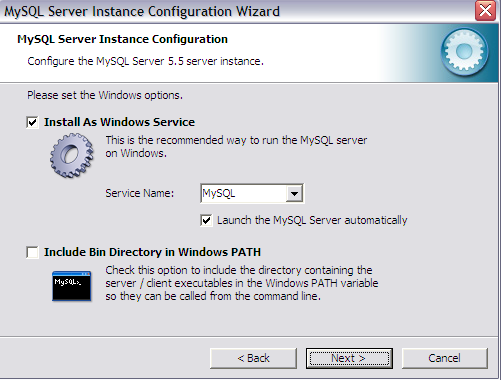 MySQL Server Instance Configuration Wizard
MySQL Server Instance Configuration
Configure the MySQL Server 5.5 server instance.
Please set the Windows options.
Install As Windows Service
This is the recommended way to run the MySQL server
on Windows.
Service Name:
MySQL
Launch the MySQL Server automatically
Include Bin Directory in Windows PATH
Check this option to include the directory containing the
server / client executables in the Windows PATH variable
so they can be called from the command line.
MySQL>_
< Back
Next >
Cancel